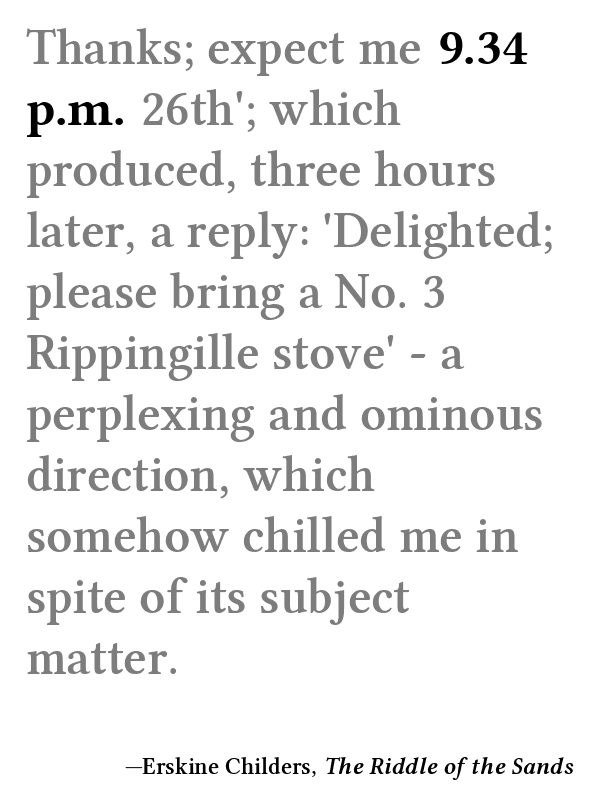 Thanks; expect me 9.34
p.m. 26th'; which
produced, three hours
later, a reply: 'Delighted;
please bring a No. 3
Rippingille stove' - a
perplexing and ominous
direction, which
somehow chilled me in
spite of its subject
matter.
—Erskine Childers, The Riddle of the Sands